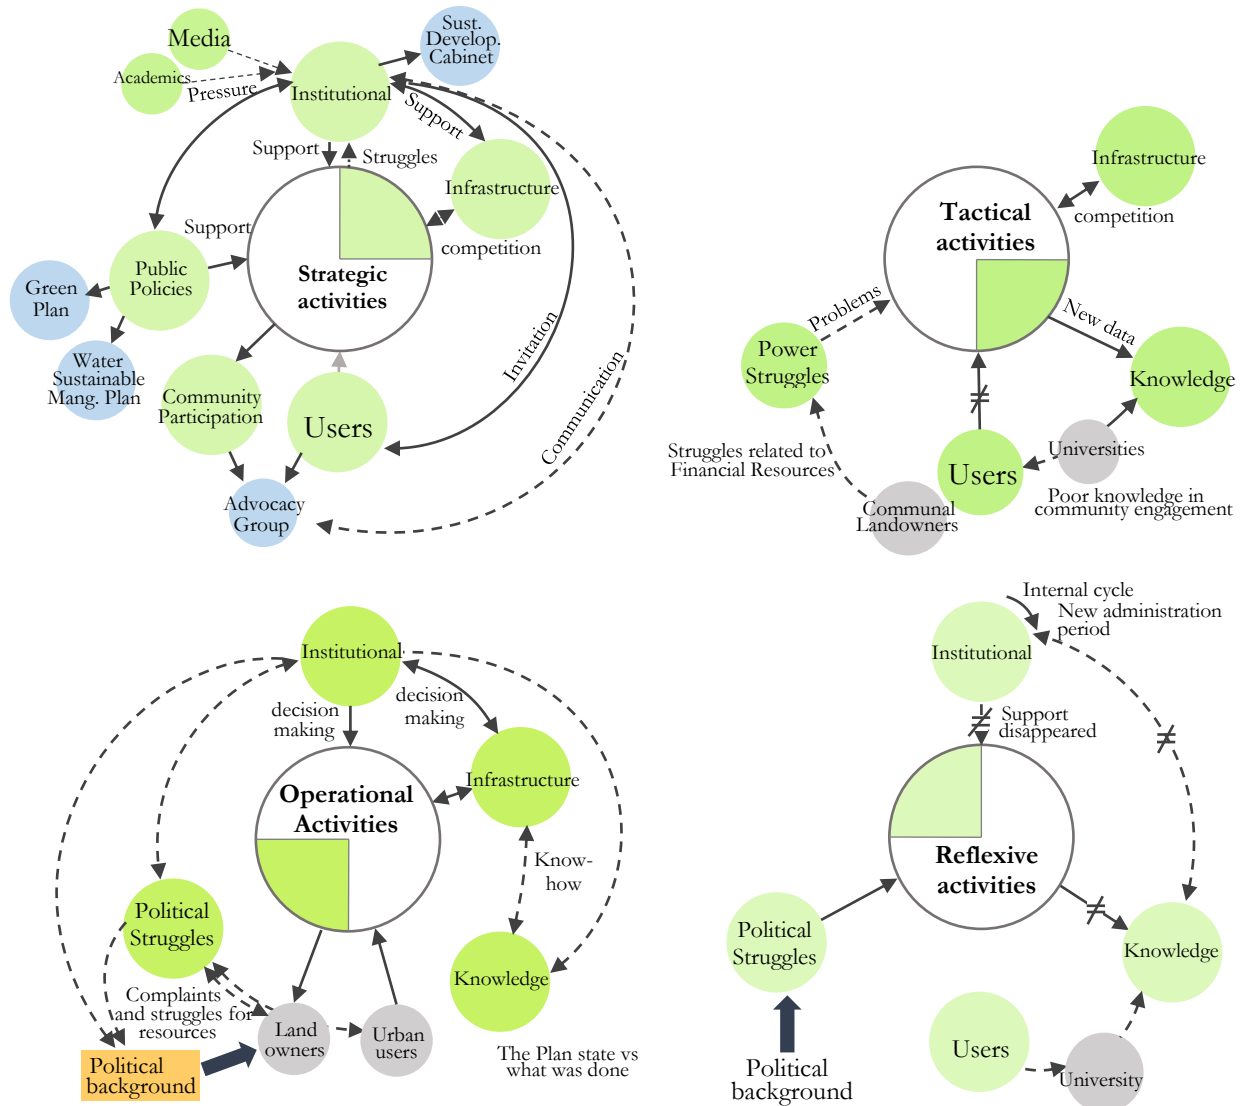 Media
Academics
Pressure
Institutional
Sust.
Develop.
Cabinet
Support
Support
Struggles
Infrastructure
competition
Support
Public
Policies
Green
Plan
Water
Sustainable
Mang. Plan
Strategic
activities
Community
Participation
Users
Advocacy
Group
Invitation
Communication
Infrastructure
competition
Tactical
activities
Problems
New data
Power
Struggles
Knowledge
Universities
Users
Struggles related to
Financial Resources
Communal
Landowners
Poor knowledge in
community engagement
Institutional
decision
making
decision
making
Infrastructure
Operational
Activities
Know-
how
Political
Struggles
Knowledge
Complaints
and struggles for
resources
Land
owners
Urban
users
Political
background
The Plan state vs
what was done
Internal cycle
New administration
period
Institutional
Support
disappeared
Reflexive
activities
Political
Struggles
Knowledge
Users
University
Political
background